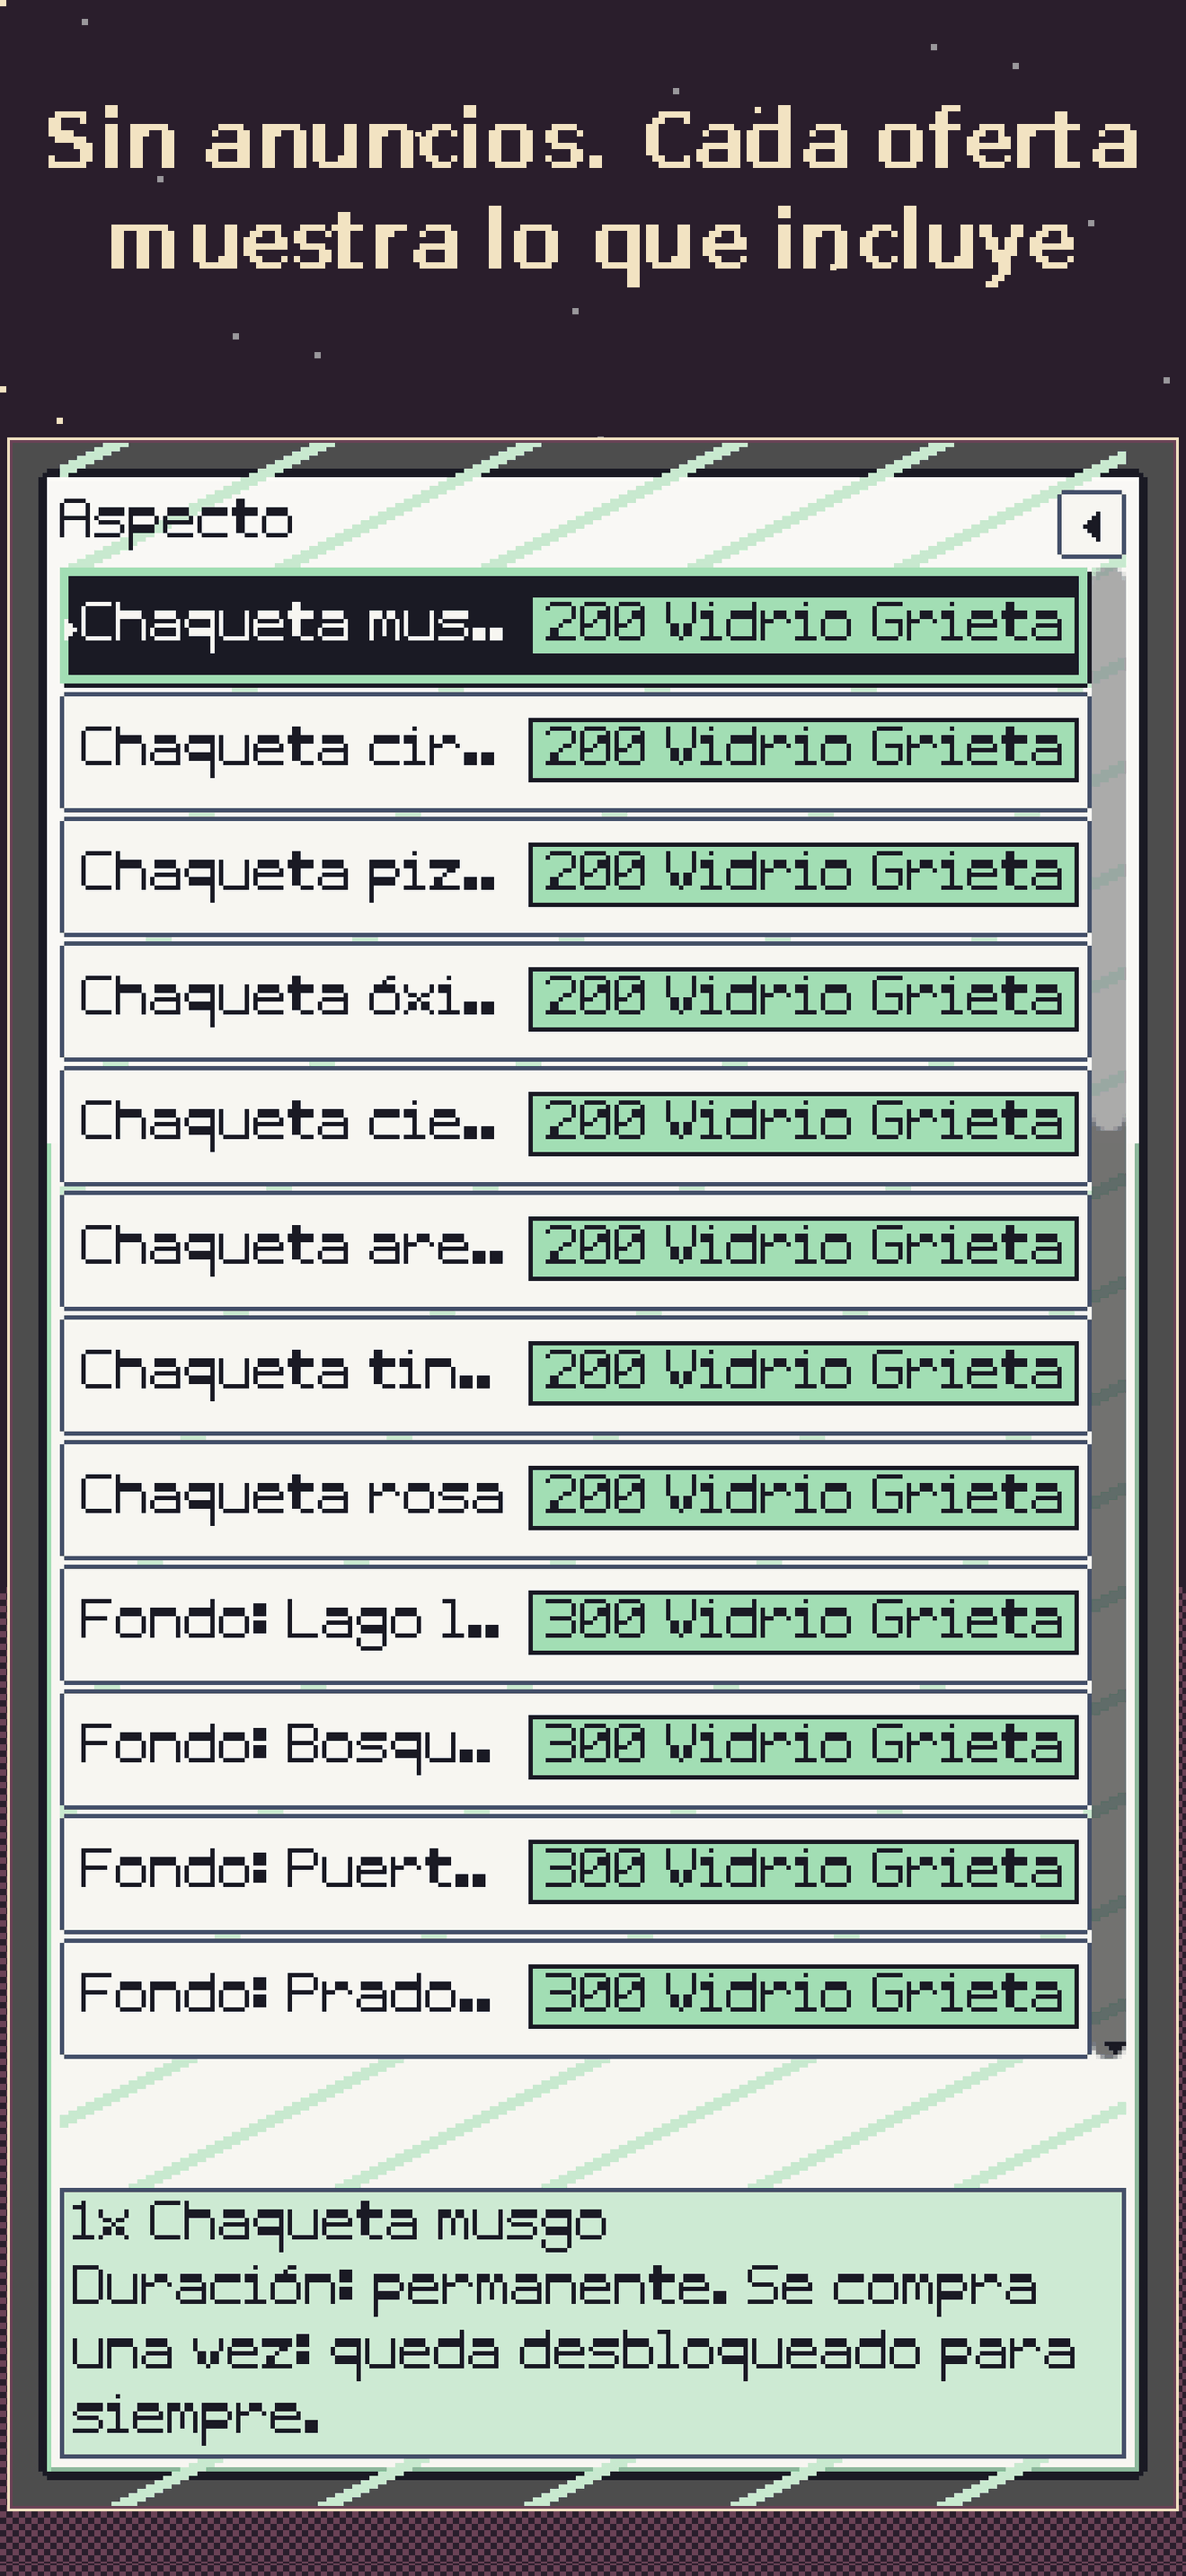 Sin anuncios. Cada oferta
muestra lo que incluye
Aspecto
Chaqueta mus.. 200 Vidrio Grieta
Chaqueta cir.. 200 Vidrio Grieta
Chaqueta piz.. 200 Vidrio Grieta
Chaqueta óxi.. 200 Vidrio Grieta
Chaqueta cie.. 200 Vidrio Grieta
Chaqueta are.. 200 Vidrio Grieta
Chaqueta tin.. 200 Vidrio Grieta
Chaqueta rosa 200 Vidrio Grieta
Fondo: Lago l.. 300 Vidrio Grieta
Fondo: Bosqu.. 300 Vidrio Grieta
Fondo: Puert.. 300 Vidrio Grieta
Fondo: Prado.. 300 Vidrio Grieta
1x Chaqueta musgo
Duración: permanente. Se compra
una vez: queda desbloqueado para
siempre.